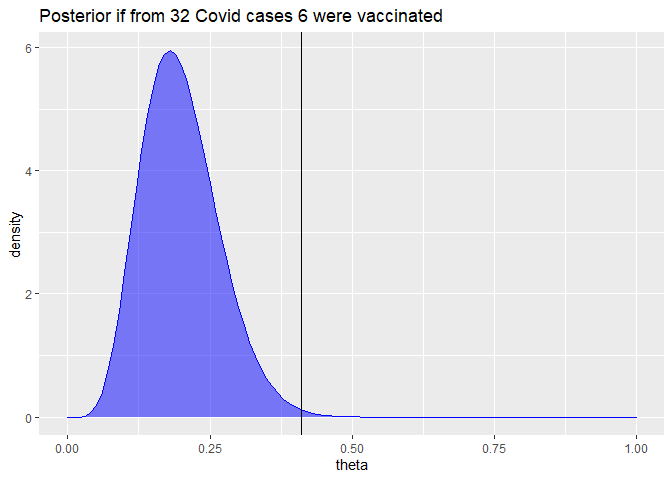 Posterior if from 32 Covid cases 6 were vaccinated
6
4
2
0
density
0.00 0.25 0.50 0.75 1.00
theta